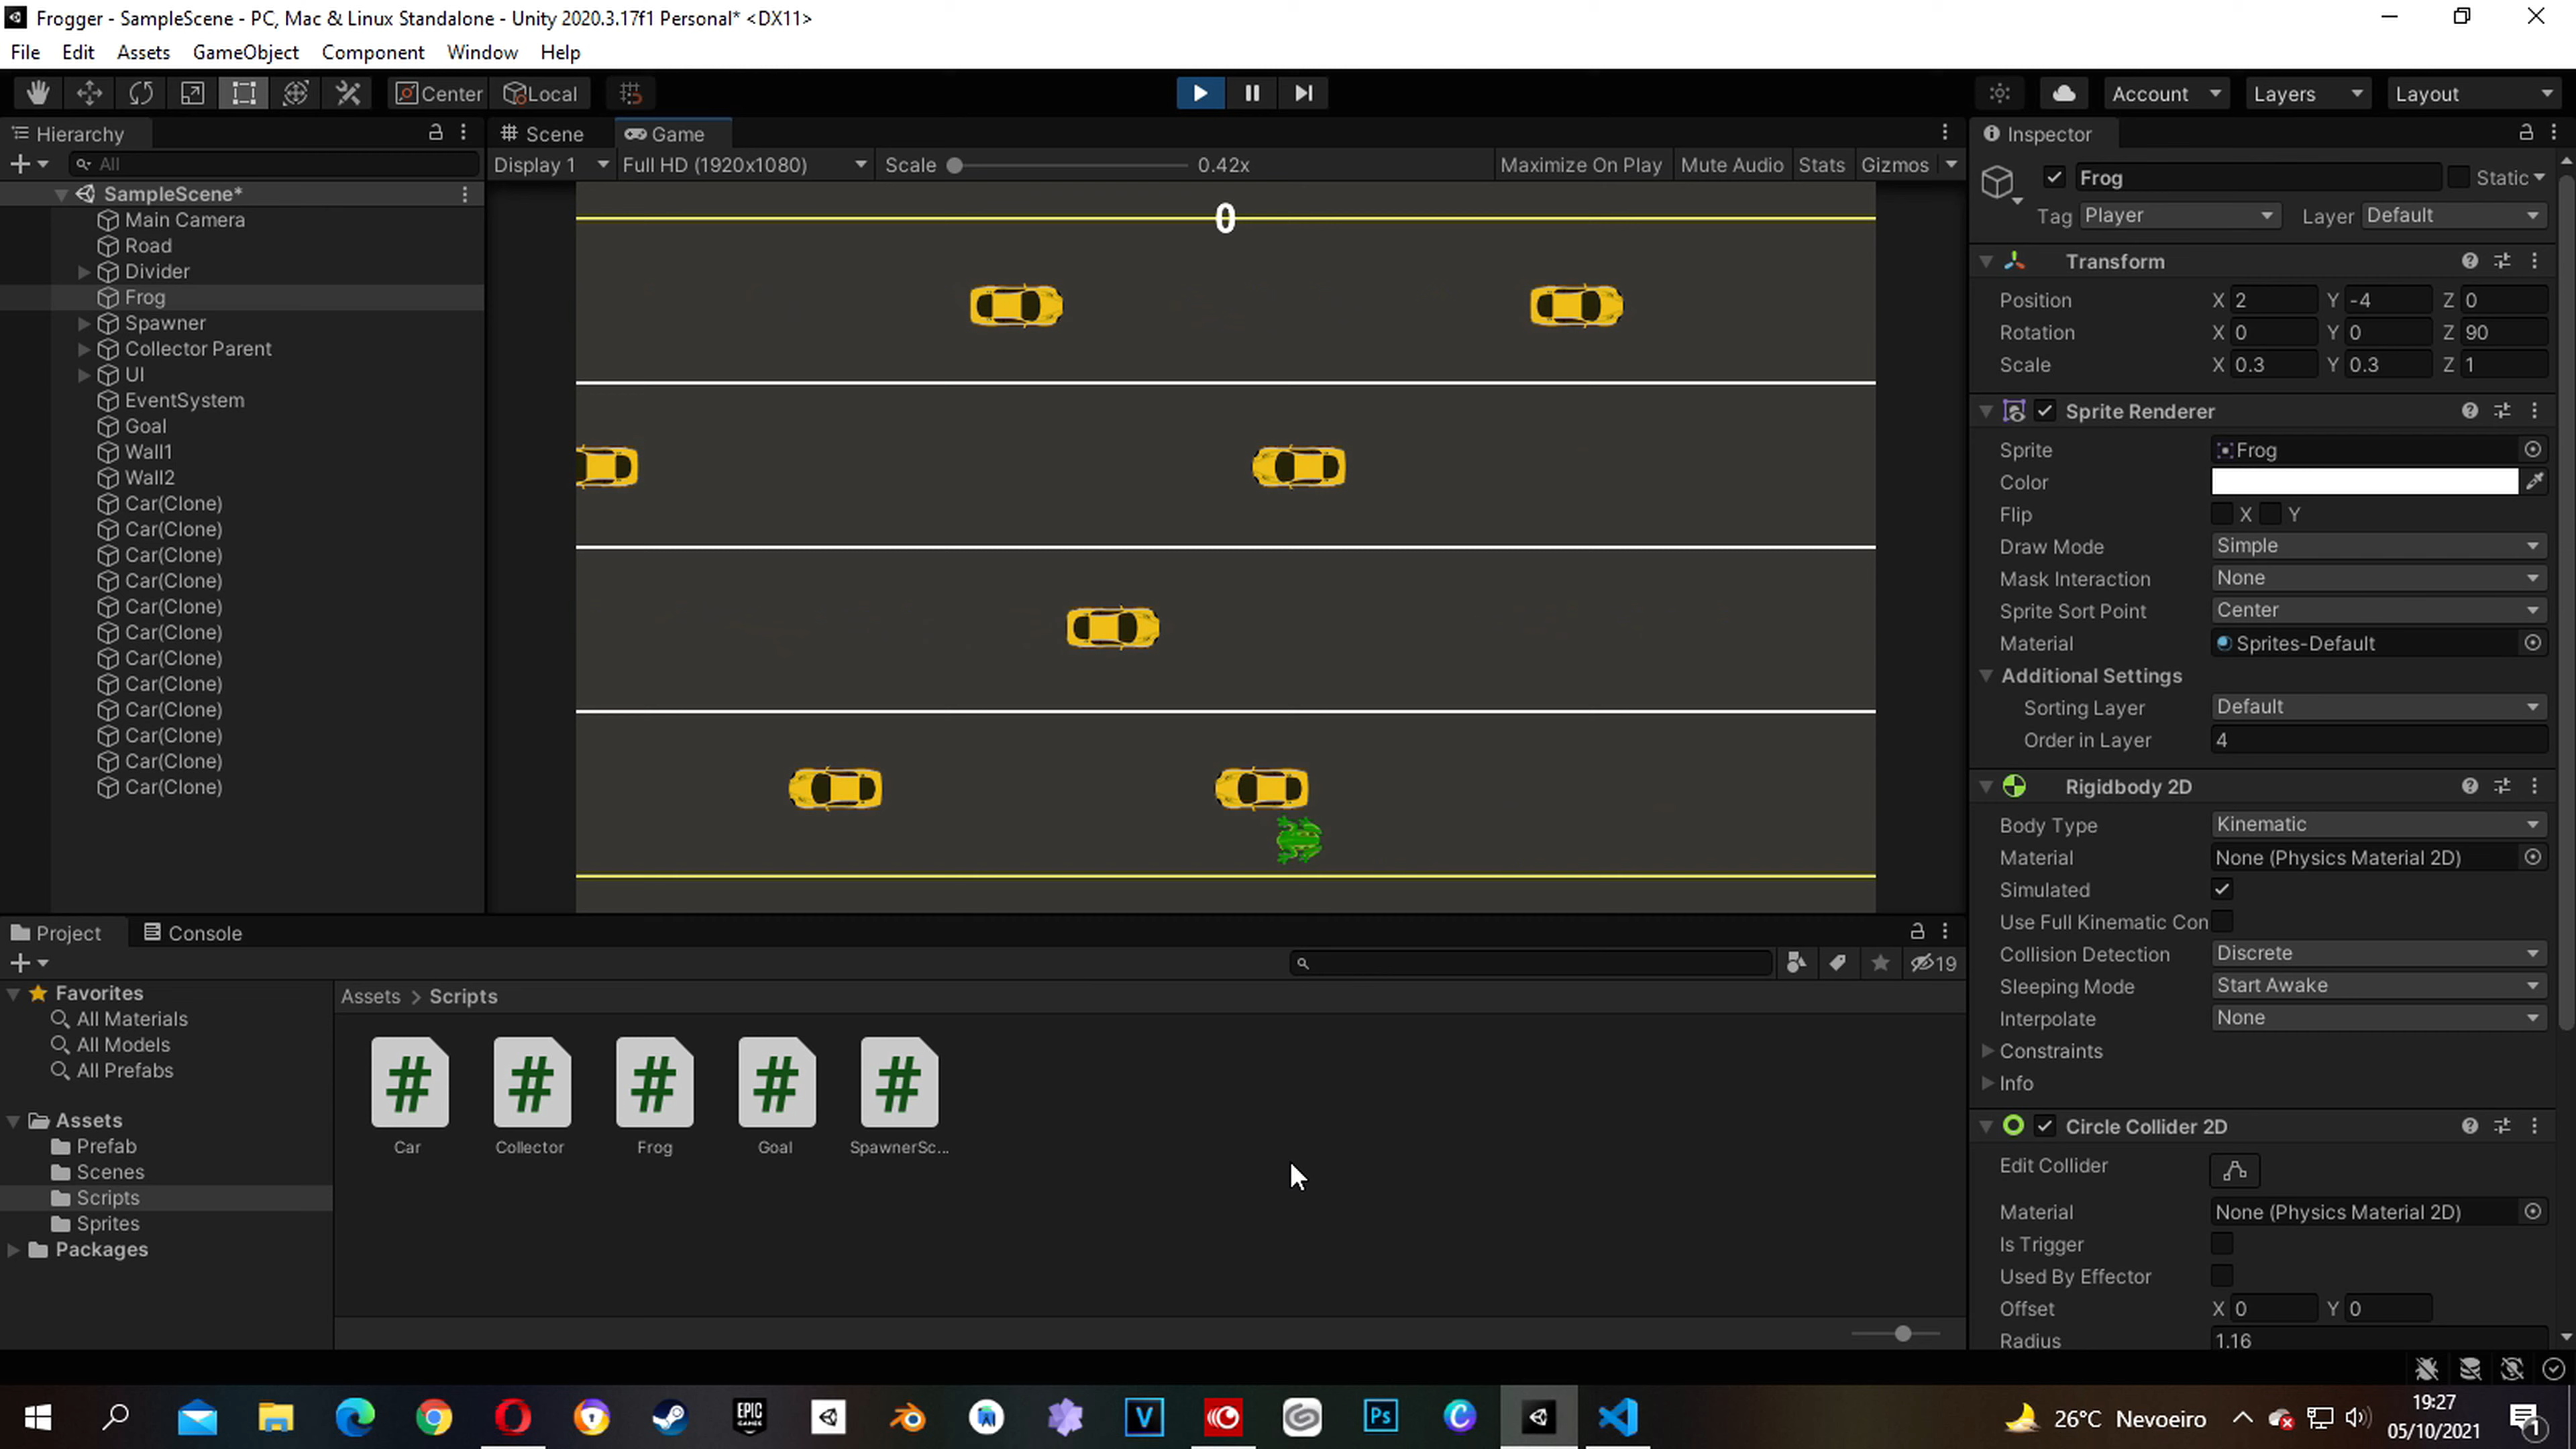 Frogger - SampleScene - PC, Mac & Linux Standalone - Unity 2020.3.17f1 Personal* <DX11>
File Edit Assets GameObject Component Window Help
Center Local Account Layers Layout
Hierarchy
All
SampleScene*
Main Camera
Road
Divider
Frog
Spawner
Collector Parent
UI
EventSystem
Goal
Wall1
Wall2
Car(Clone)
Car(Clone)
Car(Clone)
Car(Clone)
Car(Clone)
Car(Clone)
Car(Clone)
Car(Clone)
Car(Clone)
Car(Clone)
Car(Clone)
Car(Clone)
Scene Game
Display 1 Full HD (1920x1080) Scale 0.42x Maximize On Play Mute Audio Stats Gizmos
0
Inspector
Frog Static
Tag Player Layer Default
Transform
Position X 2 Y -4 Z 0
Rotation X 0 Y 0 Z 90
Scale X 0.3 Y 0.3 Z 1
Sprite Renderer
Sprite Frog
Color
Flip X Y
Draw Mode Simple
Mask Interaction None
Sprite Sort Point Center
Material Sprites-Default
Additional Settings
Sorting Layer Default
Order in Layer 4
Rigidbody 2D
Body Type Kinematic
Material None (Physics Material 2D)
Simulated
Use Full Kinematic Con
Collision Detection Discrete
Sleeping Mode Start Awake
Interpolate None
Constraints
Info
Circle Collider 2D
Edit Collider
Material None (Physics Material 2D)
Is Trigger
Used By Effector
Offset X 0 Y 0
Radius 1.16
Project Console
19
Favorites
All Materials
All Models
All Prefabs
Assets
Prefab
Scenes
Scripts
Sprites
Packages
Assets > Scripts
# # # # #
Car Collector Frog Goal SpawnerSc...
EPIC GAMES V Ps C
26°C Nevoeiro
19:27
05/10/2021
1